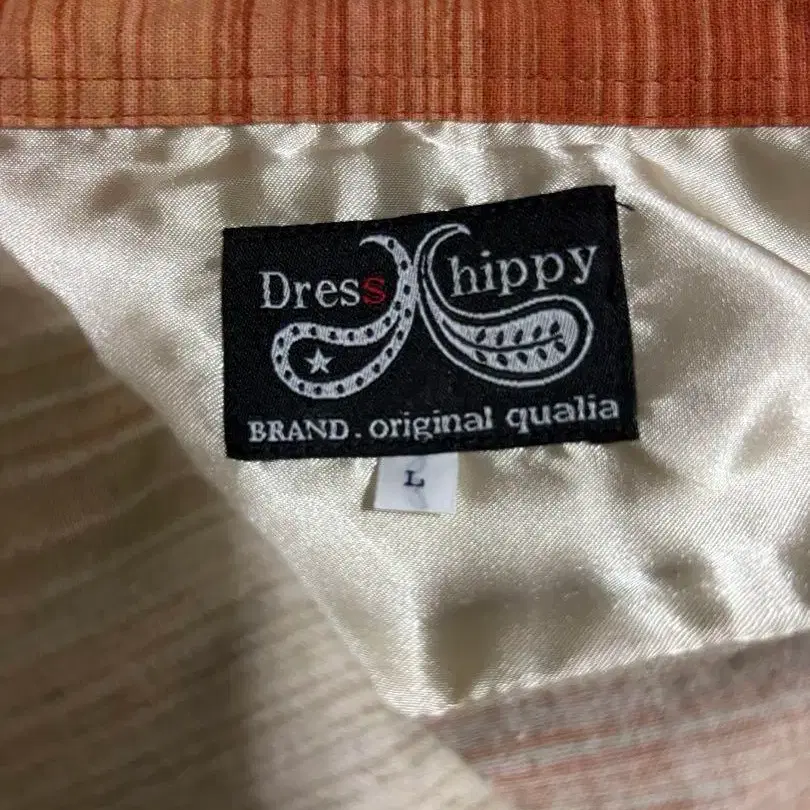 Dress hippy
BRAND. original qualia
L